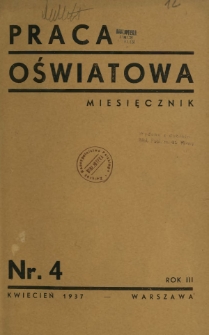 PRACA
OŚWIATOWA
MIESIĘCZNIK
Nr. 4
ROK III
KWIECIEŃ 1937 - WARSZAWA